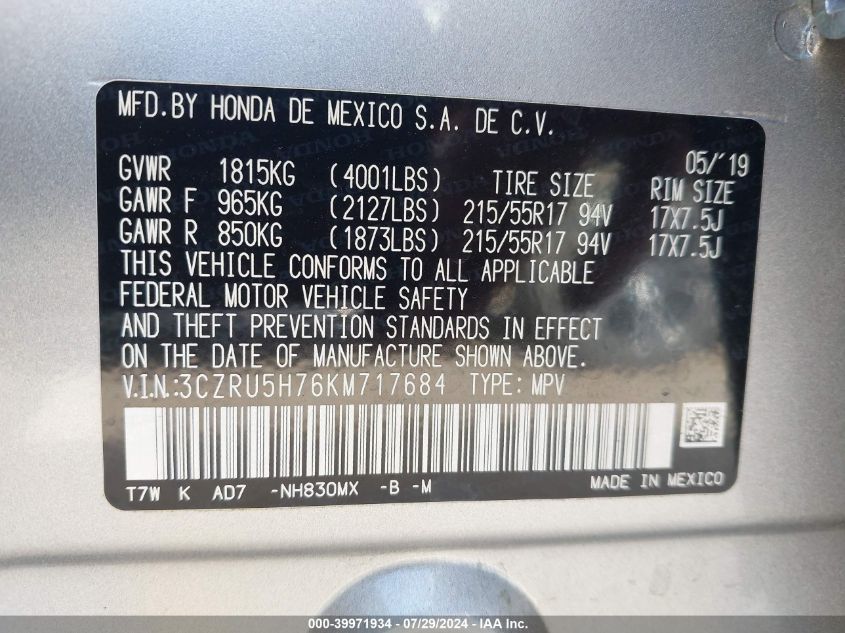 MFD.BY HONDA DE MEXICO S.A. DE C.V.
05/'19
GVWR 1815KG (4001LBS) TIRE SIZE RIM SIZE
GAWR F 965KG (2127LBS) 215/55R17 94V 17X7.5J
GAWR R 850KG (1873LBS) 215/55R17 94V 17X7.5J
THIS VEHICLE CONFORMS TO ALL APPLICABLE
FEDERAL MOTOR VEHICLE SAFETY
AND THEFT PREVENTION STANDARDS IN EFFECT
ON THE DATE OF MANUFACTURE SHOWN ABOVE.
V.I.N.:3CZRU5H76KM717684 TYPE: MPV
T7W K AD7 -NH830MX -B -M MADE IN MEXICO
000-39971934 / 07/29/2024 - IAA Inc.